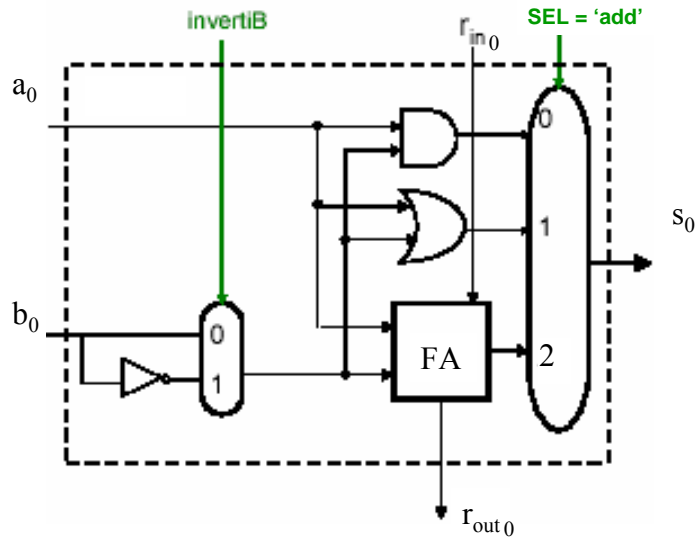 invertiB
r in 0
SEL = 'add'
a0
0
1
s0
b0
0
1
FA
2
r out 0